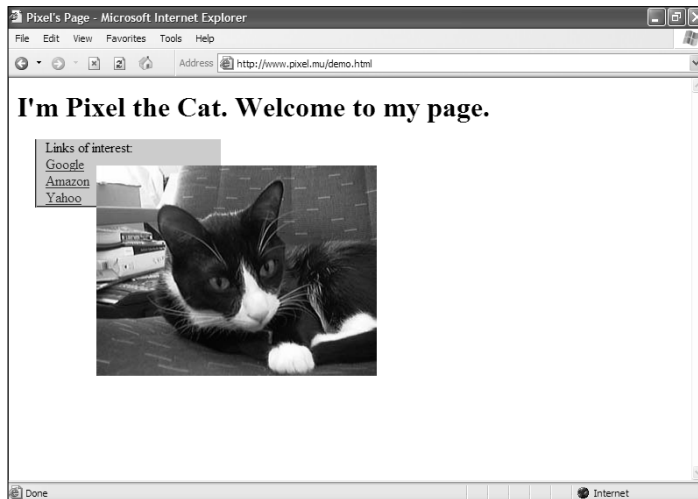 Pixel's Page - Microsoft Internet Explorer
File Edit View Favorites Tools Help
Address http://www.pixel.mu/demo.html
I'm Pixel the Cat. Welcome to my page.
Links of interest:
Google
Amazon
Yahoo
Done Internet